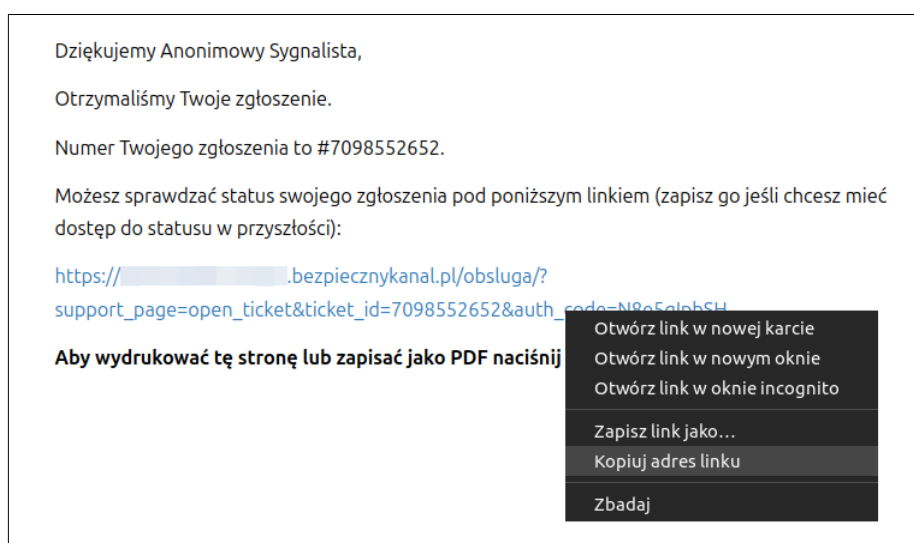 Dziękujemy Anonimowy Sygnalista,
Otrzymaliśmy Twoje zgłoszenie.
Numer Twojego zgłoszenia to #7098552652.
Możesz sprawdzać status swojego zgłoszenia pod poniższym linkiem (zapisz go jeśli chcesz mieć
dostęp do statusu w przyszłości):
https:// .bezpiecznykanal.pl/obsluga/?
support_page=open_ticket&ticket_id=7098552652&auth_code=
Aby wydrukować tę stronę lub zapisać jako PDF naciśnij
Otwórz link w nowej karcie
Otwórz link w nowym oknie
Otwórz link w oknie incognito
Zapisz link jako…
Kopiuj adres linku
Zbadaj